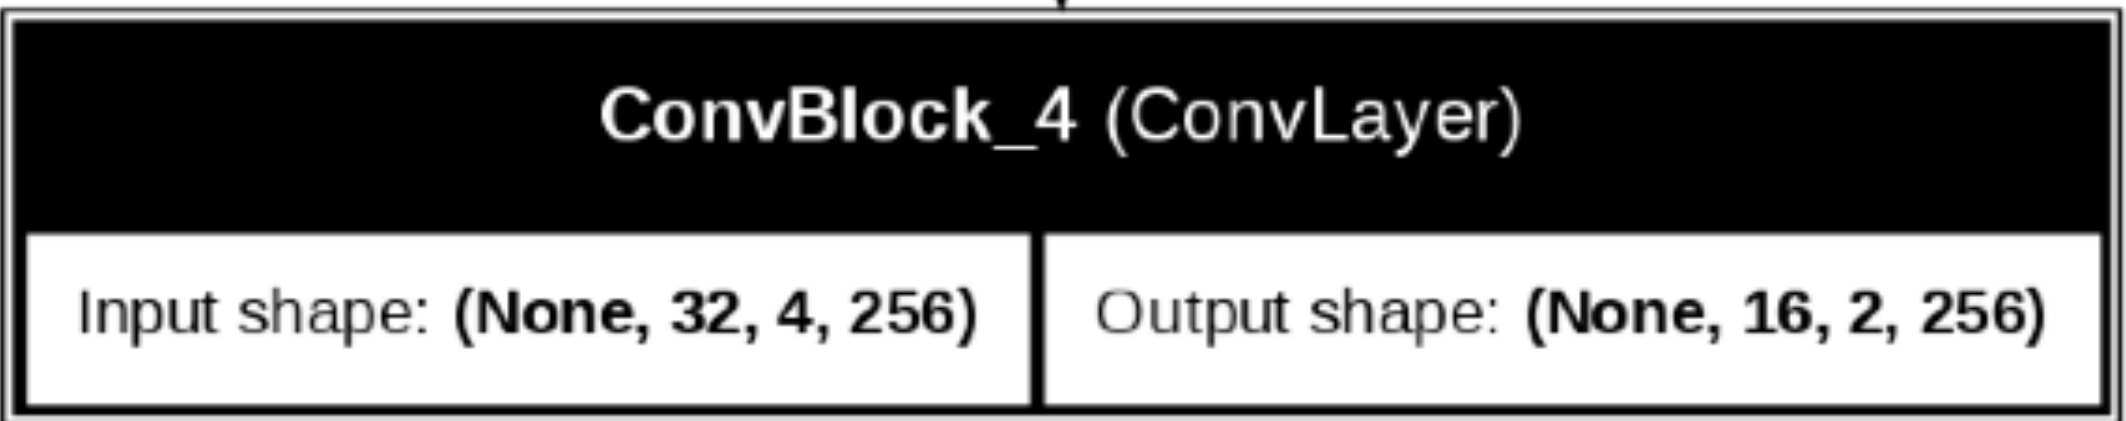 ConvBlock_4 (ConvLayer)
Input shape: (None, 32, 4, 256)
Output shape: (None, 16, 2, 256)